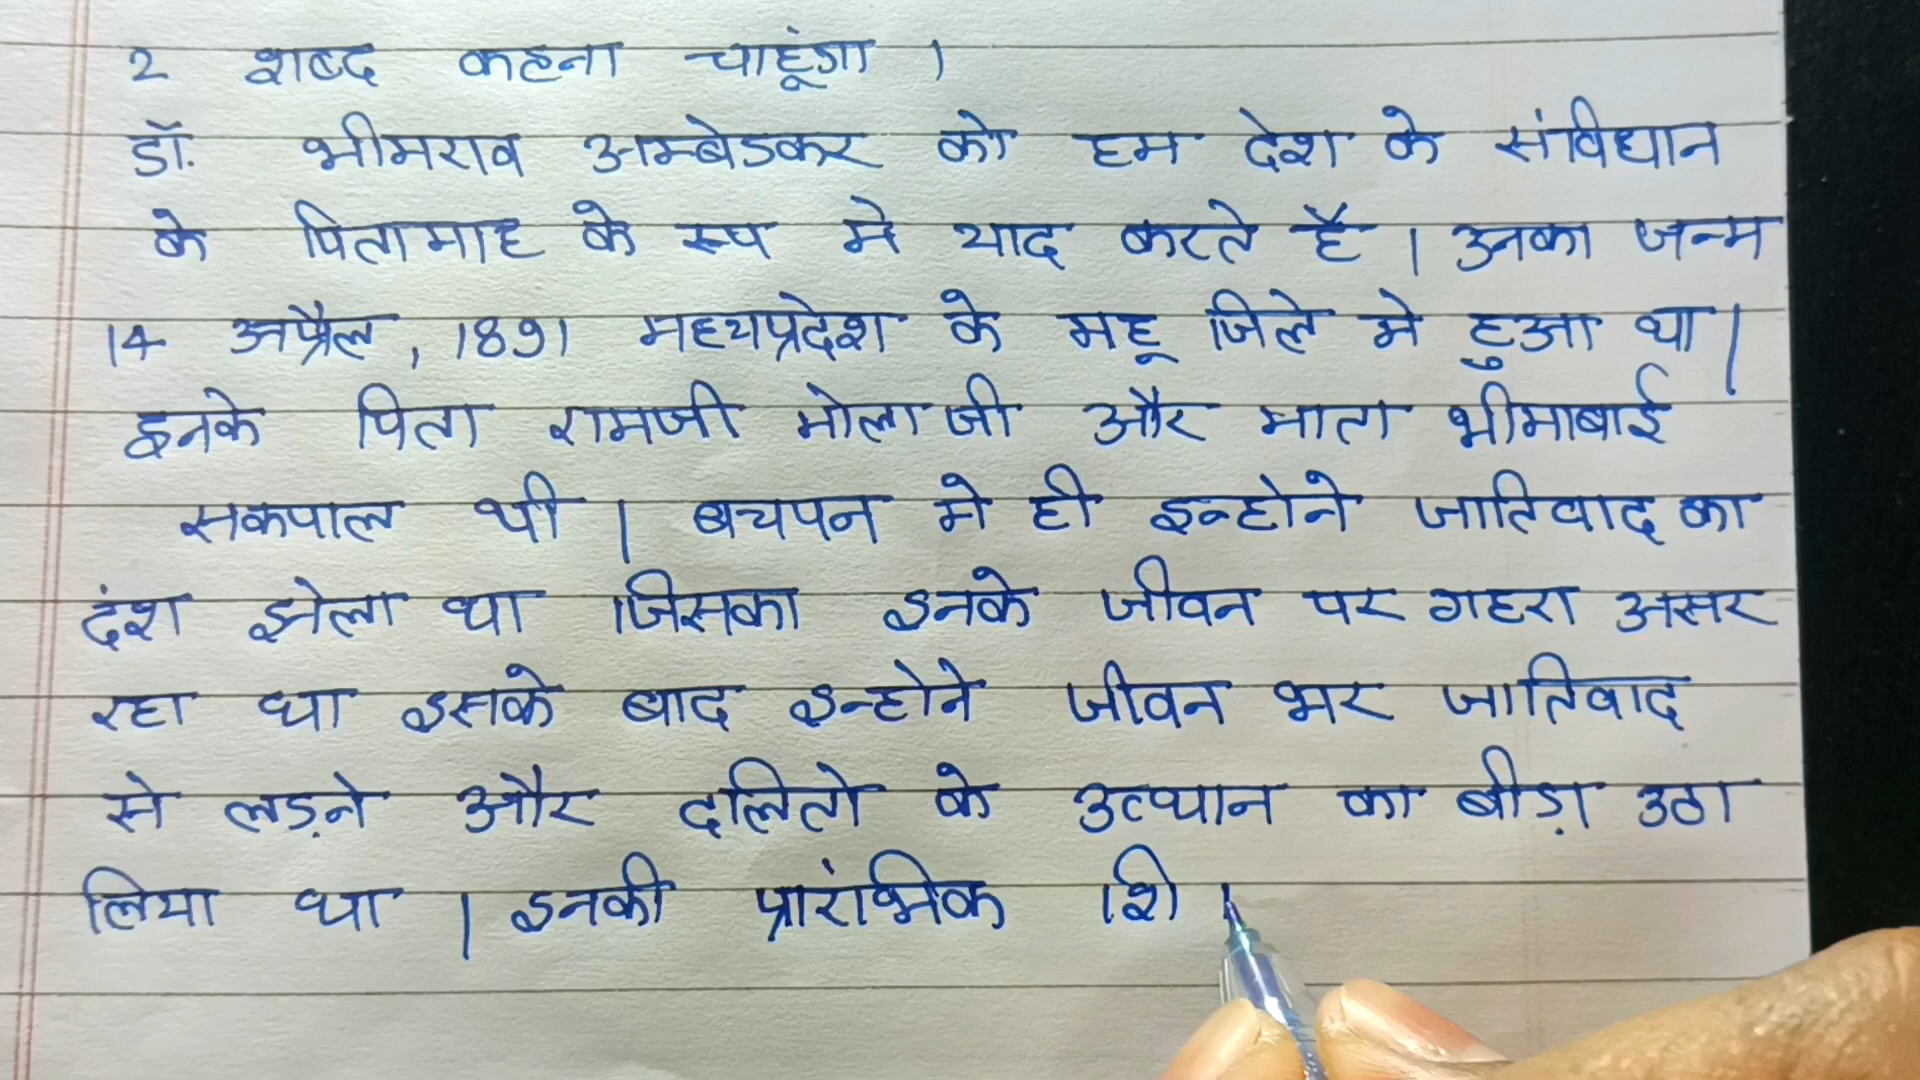 2 शब्द कहना चाहूंगा ।
डॉ. भीमराव अम्बेडकर को हम देश के संविधान
के पितामाह के रूप मे याद करते है । उनका जन्म
14 अप्रैल, 1891 मध्यप्रदेश के महू जिले मे हुआ था ।
इनके पिता रामजी मोलाजी और माता भीमाबाई
सकपाल थी । बचपन मे ही इन्होने जातिवाद का
दंश झेला था जिसका इनके जीवन पर गहरा असर
रहा था इसके बाद इन्होने जीवन भर जातिवाद
से लड़ने और दलितो के उत्थान का बीड़ा उठा
लिया था । इनकी प्रारंभिक शि